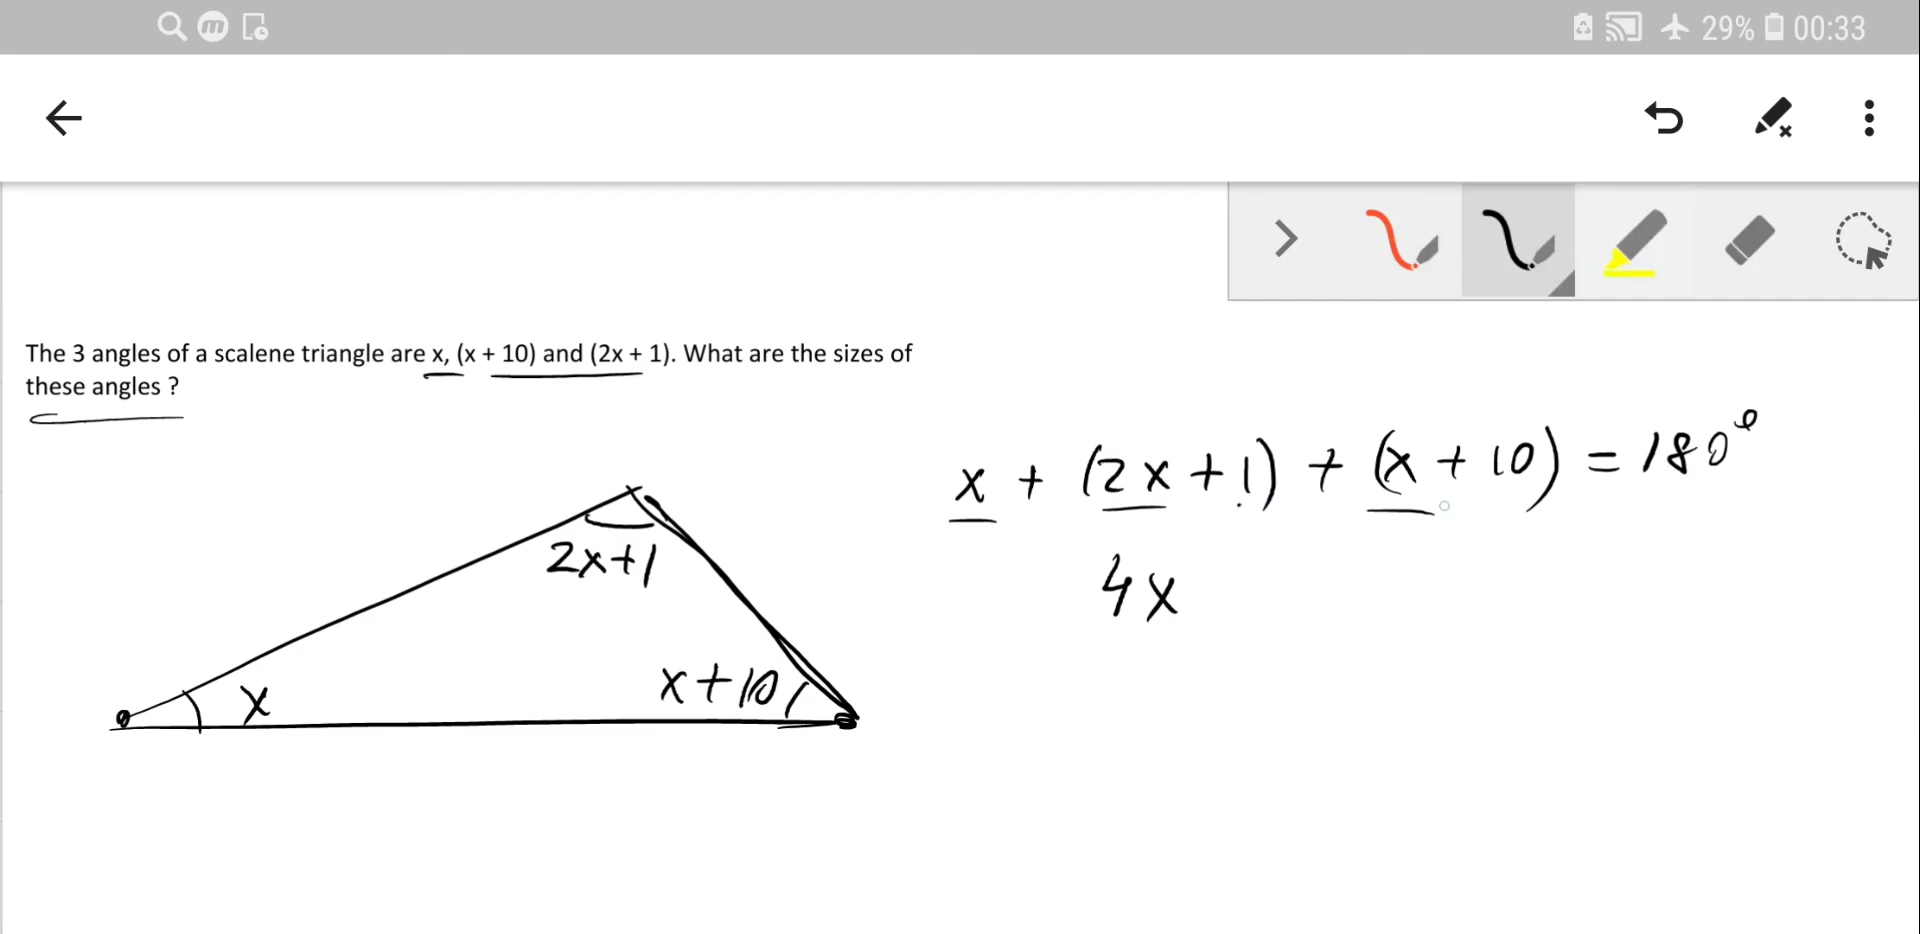 29% 00:33
The 3 angles of a scalene triangle are x, (x + 10) and (2x + 1). What are the sizes of
these angles ?
x + (2x + 1) + (x + 10) = 180°
4x
2x+1
x+10
x